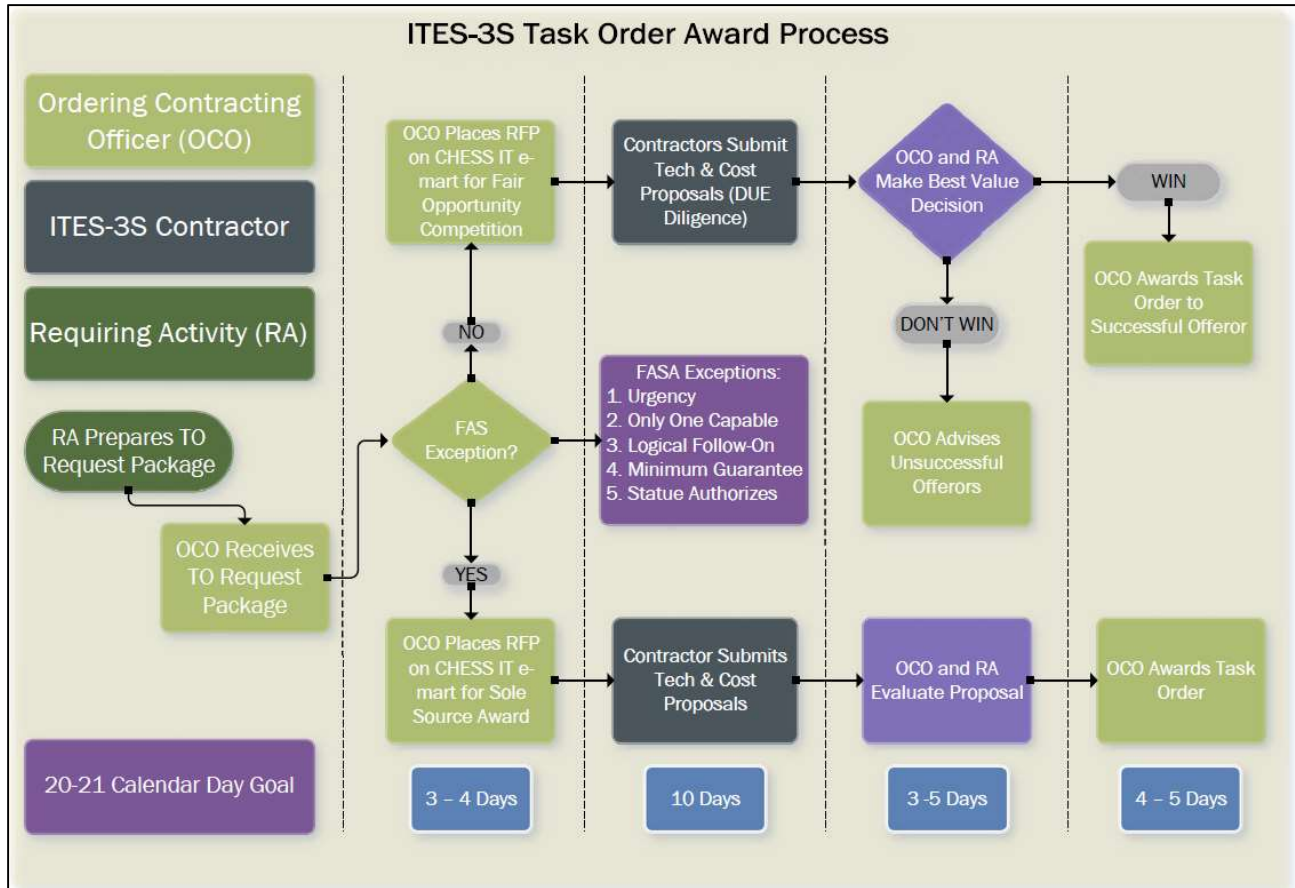 ITES-3S Task Order Award Process
Ordering Contracting
Officer (OCO)
ITES-3S Contractor
Requiring Activity (RA)
RA Prepares TO
Request Package
OCO Receives
TO Request
Package
20-21 Calendar Day Goal
OCO Places RFP
on CHESS IT e-
mart for Fair
Opportunity
Competition
NO
FAS
Exception?
YES
OCO Places RFP
on CHESS IT e-
mart for Sole
Source Award
3 – 4 Days
Contractors Submit
Tech & Cost
Proposals (DUE
Diligence)
FASA Exceptions:
1. Urgency
2. Only One Capable
3. Logical Follow-On
4. Minimum Guarantee
5. Statue Authorizes
Contractor Submits
Tech & Cost
Proposals
10 Days
OCO and RA
Make Best Value
Decision
DON'T WIN
OCO Advises
Unsuccessful
Offerors
OCO and RA
Evaluate Proposal
3 -5 Days
WIN
OCO Awards Task
Order to
Successful Offeror
OCO Awards Task
Order
4 – 5 Days